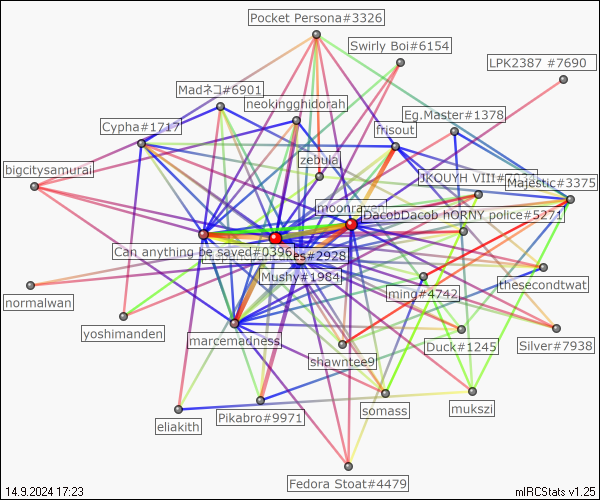 Pocket Persona#3326
Swirly Boi#6154
LPK2387 #7690
Madネコ#6901
neokingghidorah
Eg.Master#1378
Cypha#1717
frisout
zebula
bigcitysamurai
JKOUYH VIII#
Majestic#3375
moonraven
DacobDacob hORNY police#5271
Can anything be saved#0396
es#2928
Mushy#1984
thesecondtwat
ming#4742
normalwan
yoshimanden
marcemadness
Duck#1245
Silver#7938
shawntee9
eliakith
Pikabro#9971
somass
mukszi
Fedora Stoat#4479
14.9.2024 17:23
mIRCStats v1.25